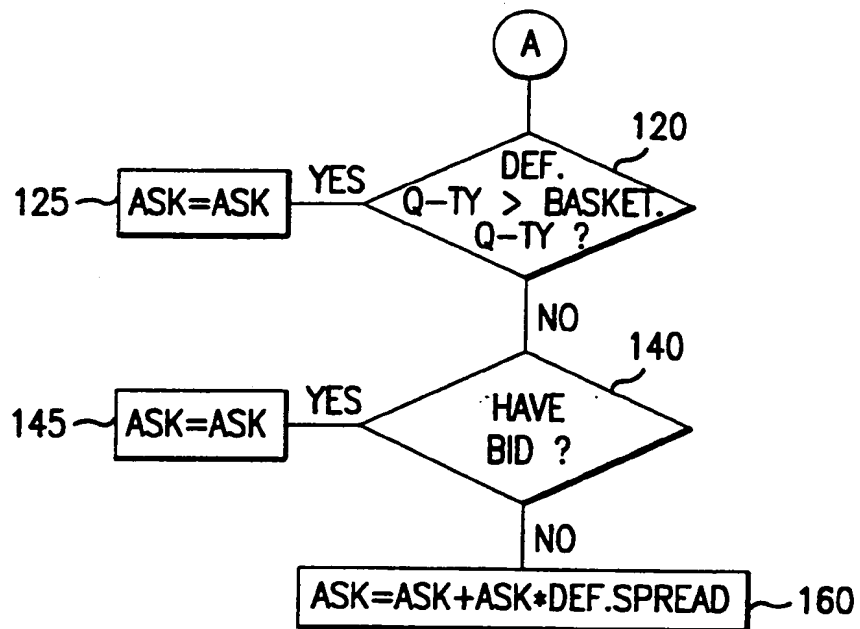 A
120
DEF.
Q-TY > BASKET.
Q-TY ?
YES
125
ASK=ASK
NO
140
HAVE
BID ?
YES
145
ASK=ASK
NO
ASK=ASK+ASK*DEF.SPREAD
160